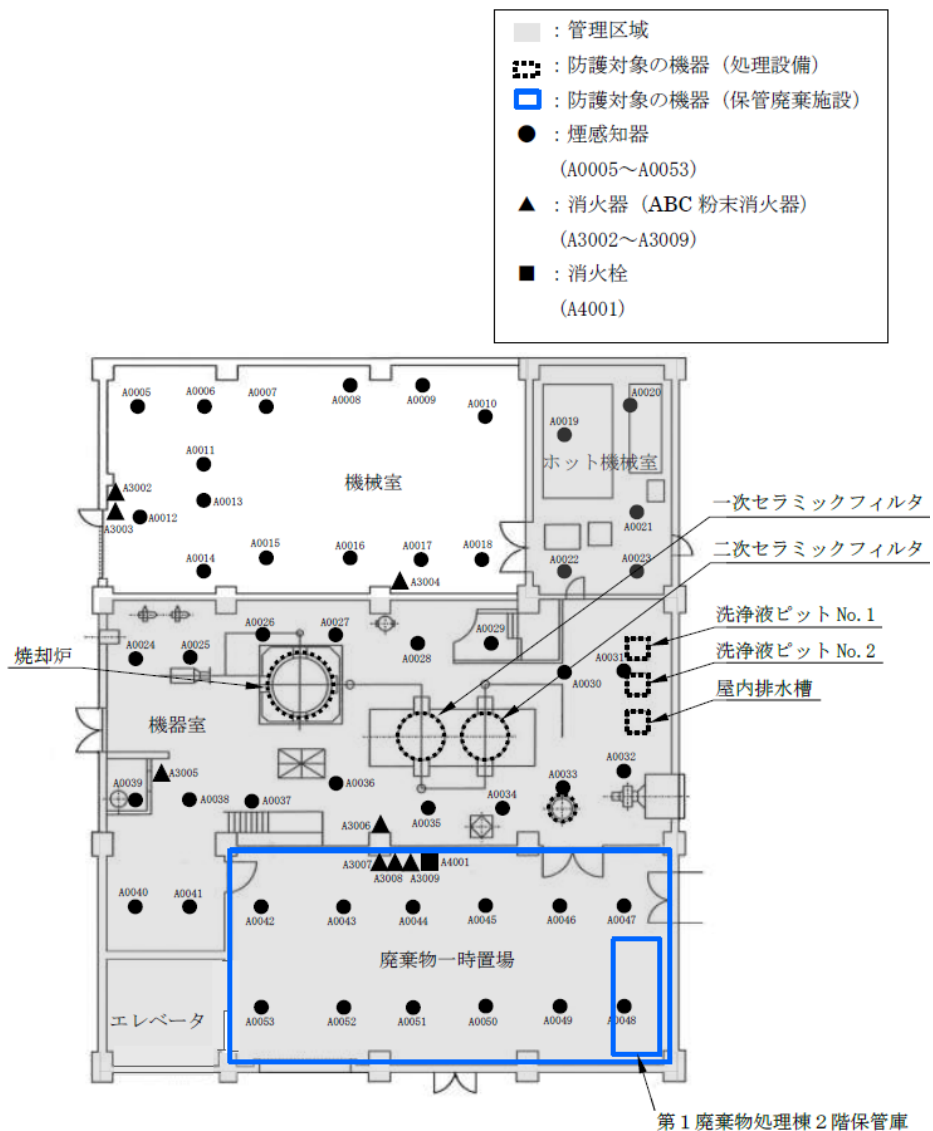 ：管理区域
：防護対象の機器（処理設備）
：防護対象の機器（保管廃棄施設）
：煙感知器
(A0005～A0053)
：消火器（ABC 粉末消火器）
(A3002～A3009)
：消火栓
(A4001)
A0005
A0006
A0007
A0008
A0009
A0010
A0020
A0019
A0011
ホット機械室
機械室
A3002
A0013
A3003
A0012
一次セラミックフィルタ
A0021
A0014
A0015
A0016
A0017
A0018
A0022
A0023
二次セラミックフィルタ
A3004
洗浄液ピット No.1
A0026
A0027
A0024
A0025
A0028
A0029
焼却炉
A0031
洗浄液ピット No.2
A0030
屋内排水槽
機器室
A3005
A0032
A0039
A0036
A0033
A0038
A0037
A0034
A0035
A3006
A3007
A4001
A3008
A3009
A0040
A0041
A0042
A0043
A0044
A0045
A0046
A0047
廃棄物一時置場
エレベータ
A0053
A0052
A0051
A0050
A0049
A0048
第１廃棄物処理棟２階保管庫